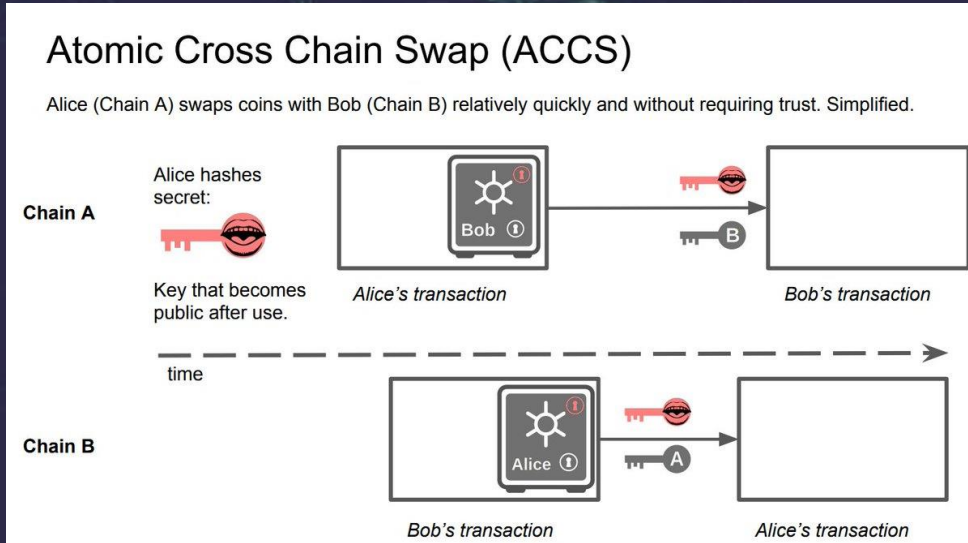 Atomic Cross Chain Swap (ACCS)
Alice (Chain A) swaps coins with Bob (Chain B) relatively quickly and without requiring trust. Simplified.
Alice hashes
secret:
Chain A
Bob
B
Key that becomes
public after use.
Alice's transaction
Bob's transaction
time
Chain B
Alice
A
Bob's transaction
Alice's transaction